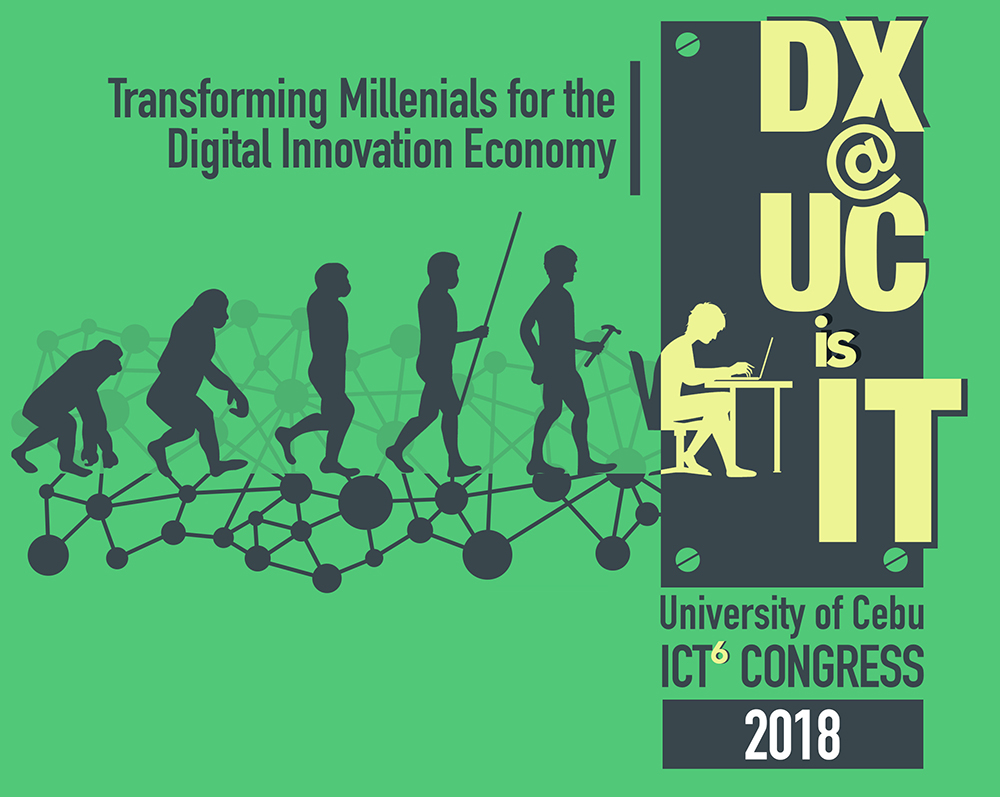 Transforming Millenials for the
Digital Innovation Economy
DX
@
UC
is
IT
University of Cebu
ICT⁶ CONGRESS
2018